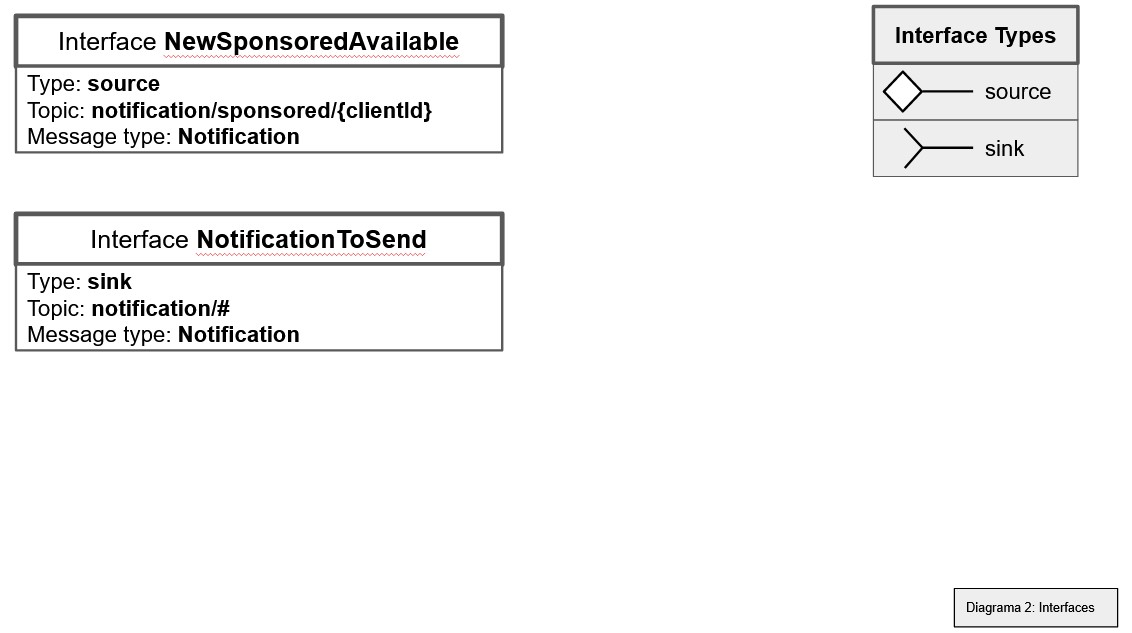 Interface NewSponsoredAvailable
Type: source
Topic: notification/sponsored/{clientId}
Message type: Notification
Interface NotificationToSend
Type: sink
Topic: notification/#
Message type: Notification
Interface Types
source
sink
Diagrama 2: Interfaces